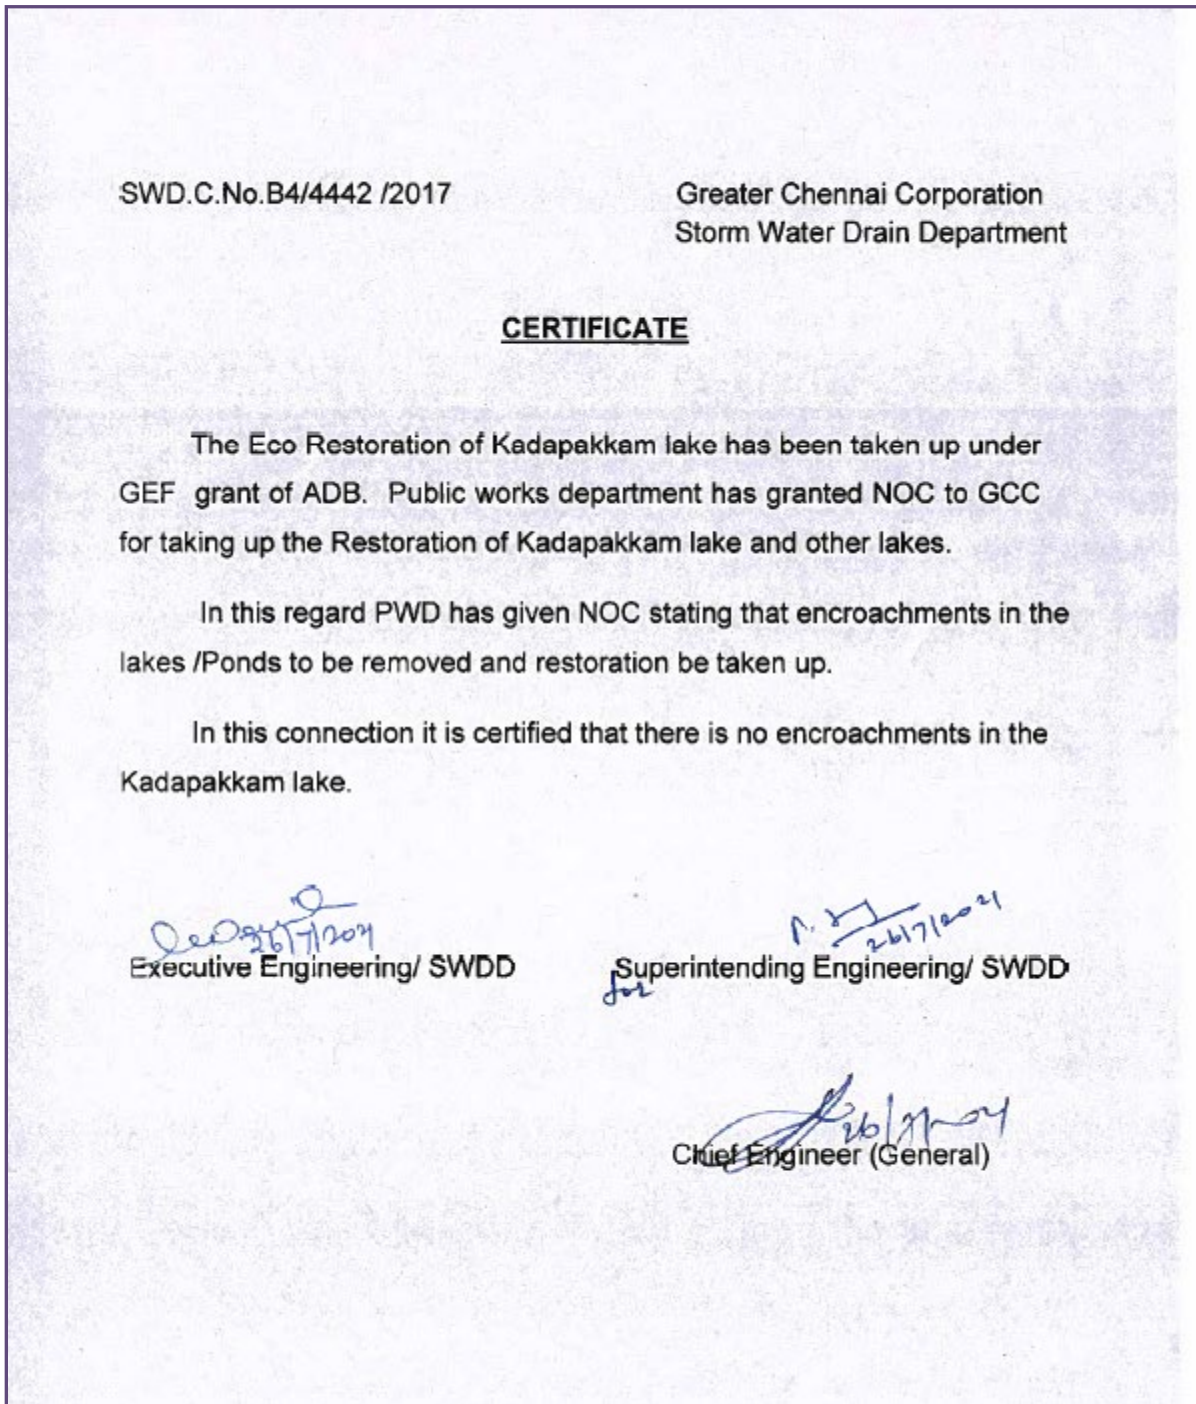 SWD.C.No.B4/4442 /2017
Greater Chennai Corporation
Storm Water Drain Department
CERTIFICATE
The Eco Restoration of Kadapakkam lake has been taken up under
GEF grant of ADB. Public works department has granted NOC to GCC
for taking up the Restoration of Kadapakkam lake and other lakes.
In this regard PWD has given NOC stating that encroachments in the
lakes /Ponds to be removed and restoration be taken up.
In this connection it is certified that there is no encroachments in the
Kadapakkam lake.
26/7/2021
Executive Engineering/ SWDD
26/7/2021
Superintending Engineering/ SWDD
for
26/7/2021
Chief Engineer (General)